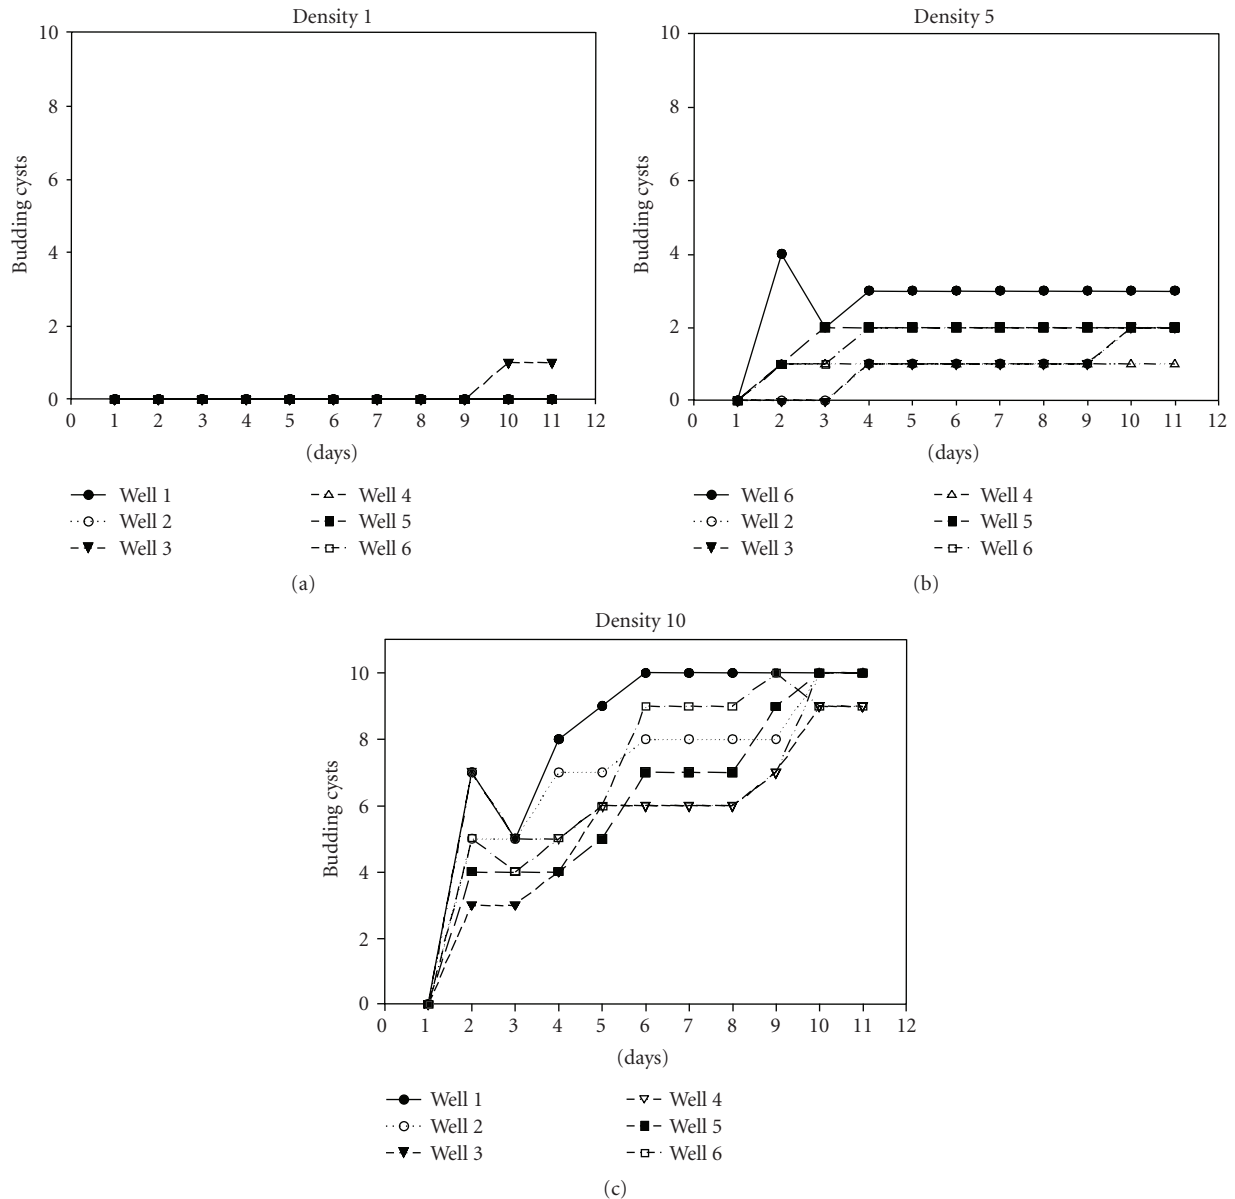 Density 1
10
8
6
4
2
0
Budding cysts
0 1 2 3 4 5 6 7 8 9 10 11 12
(days)
Well 1 Well 4
Well 2 Well 5
Well 3 Well 6
(a)
Density 5
10
8
6
4
2
0
Budding cysts
0 1 2 3 4 5 6 7 8 9 10 11 12
(days)
Well 6 Well 4
Well 2 Well 5
Well 3 Well 6
(b)
Density 10
10
8
6
4
2
0
Budding cysts
0 1 2 3 4 5 6 7 8 9 10 11 12
(days)
Well 1 Well 4
Well 2 Well 5
Well 3 Well 6
(c)